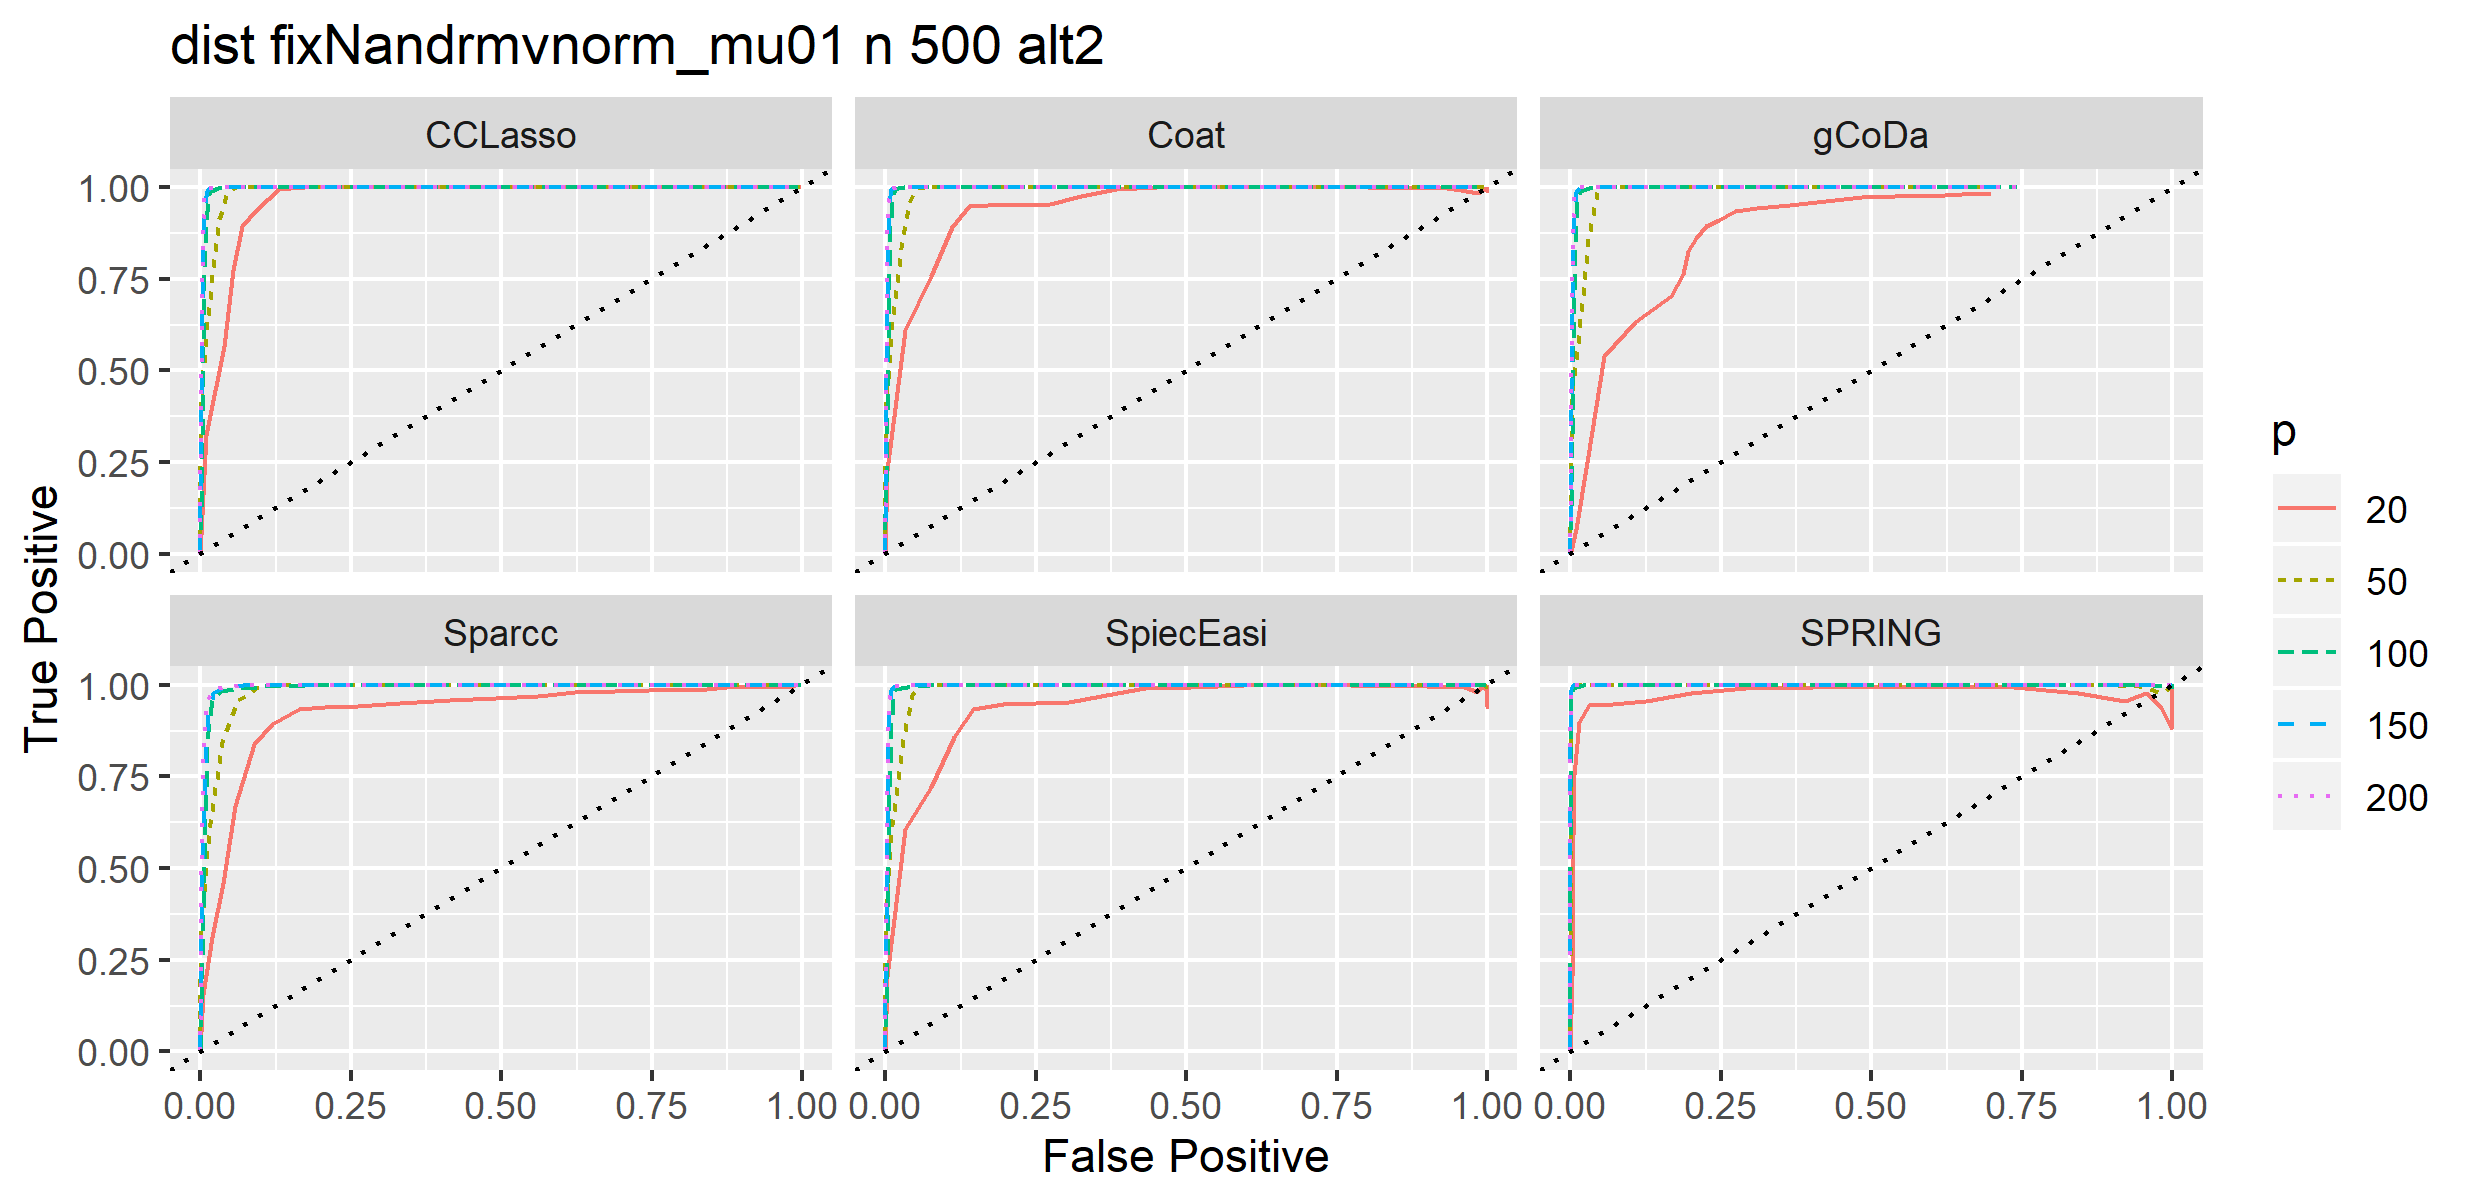 dist fixNandrmvnorm_mu01 n 500 alt2
CCLasso
Coat
gCoDa
1.00
0.75
0.50
0.25
0.00
Sparcc
SpiecEasi
SPRING
1.00
0.75
0.50
0.25
0.00
0.00 0.25 0.50 0.75 1.00
0.00 0.25 0.50 0.75 1.00
0.00 0.25 0.50 0.75 1.00
False Positive
True Positive
p
20
50
100
150
200